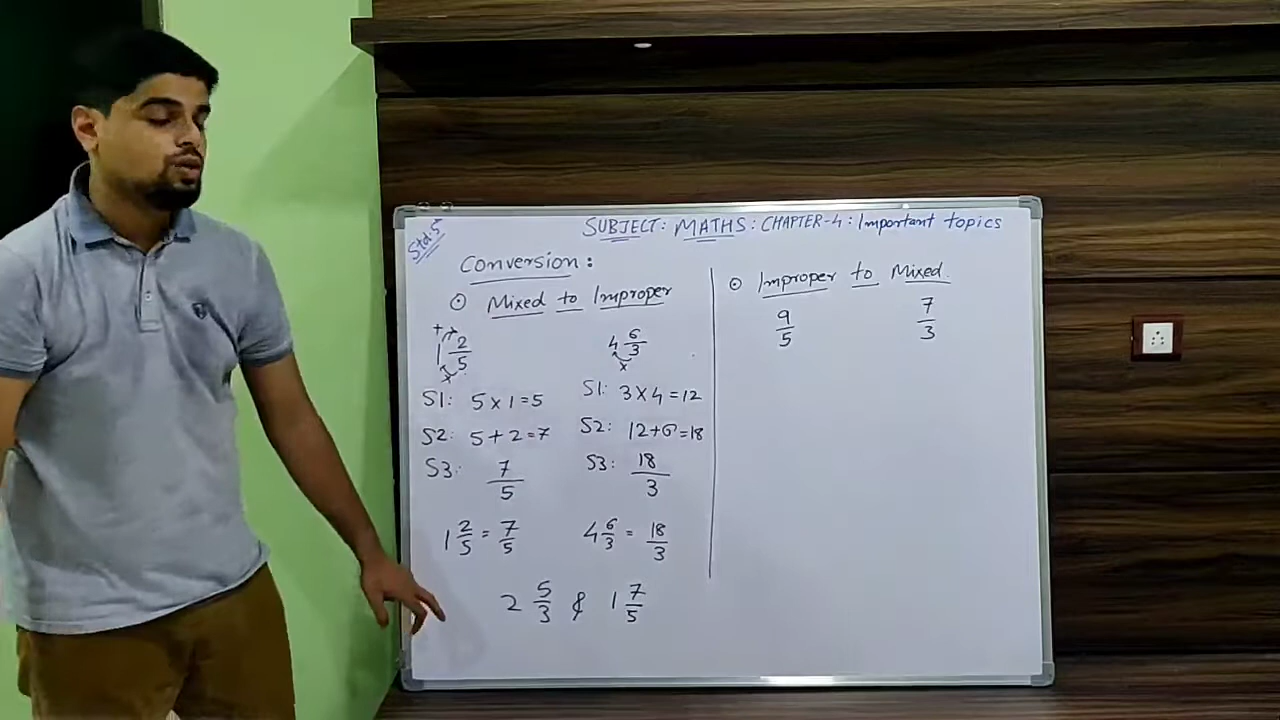 Std.5
SUBJECT: MATHS: CHAPTER-4: Important topics
Conversion:
⊙ Mixed to Improper
+ +
1 2/5
x
4 6/3
x
S1: 5 x 1 = 5
S1: 3 x 4 = 12
S2: 5 + 2 = 7
S2: 12 + 6 = 18
S3: 7/5
S3: 18/3
1 2/5 = 7/5
4 6/3 = 18/3
2 5/3 & 1 7/5
⊙ Improper to Mixed.
9/5
7/3